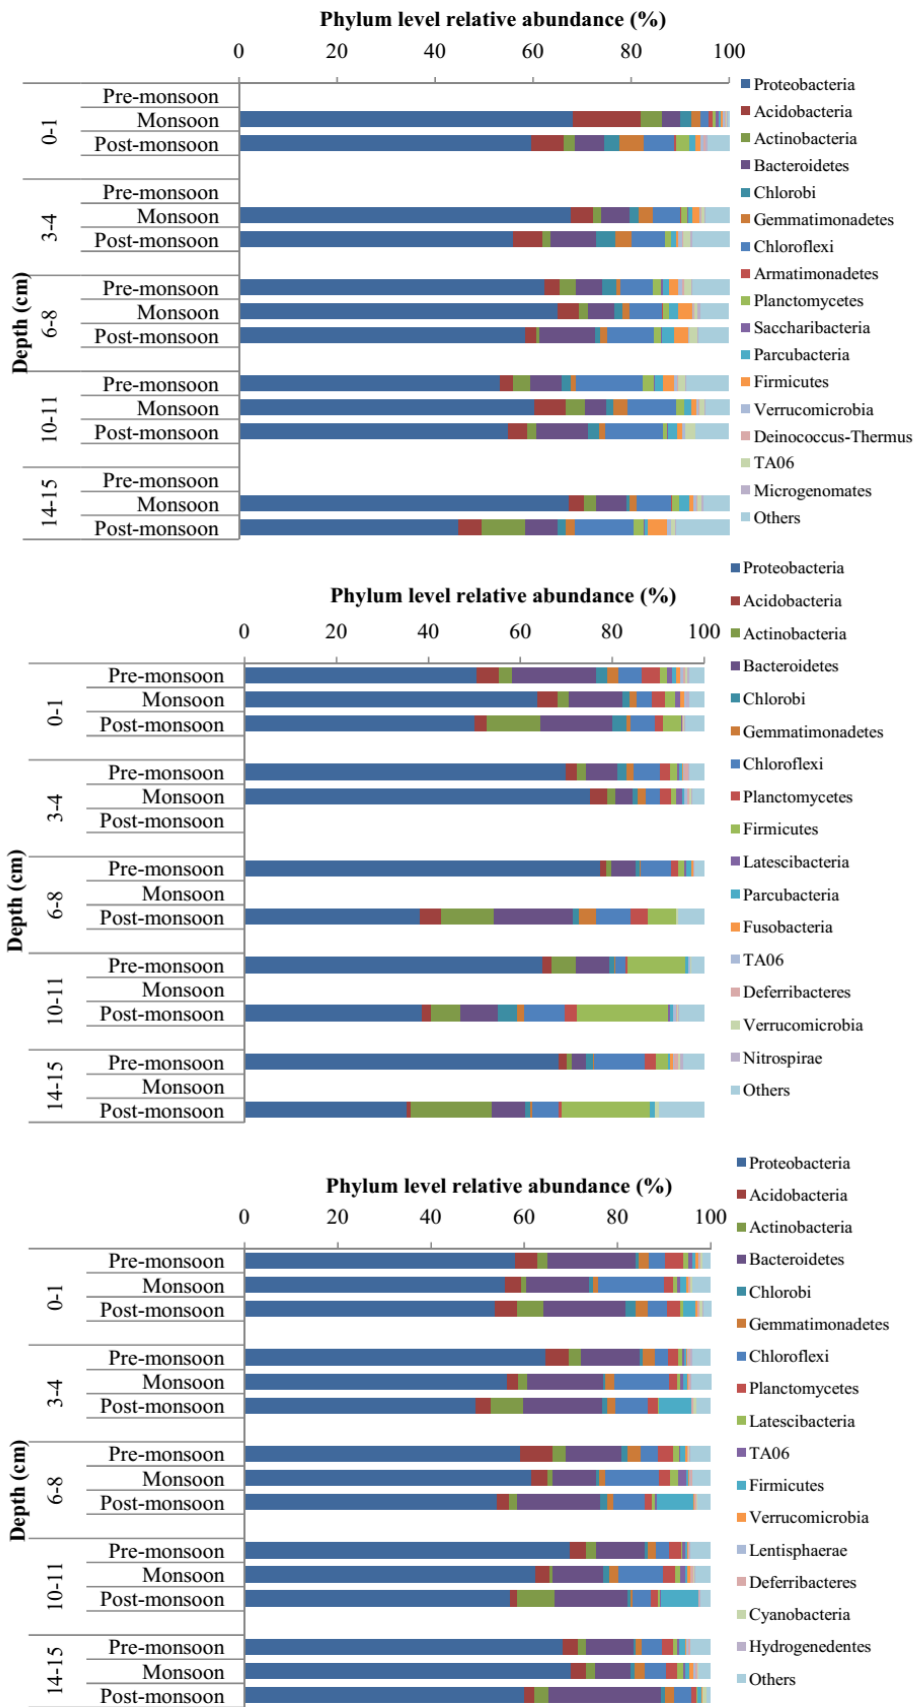 Phylum level relative abundance (%)
0 20 40 60 80 100
Depth (cm)
0-1
Pre-monsoon
Monsoon
Post-monsoon
3-4
Pre-monsoon
Monsoon
Post-monsoon
6-8
Pre-monsoon
Monsoon
Post-monsoon
10-11
Pre-monsoon
Monsoon
Post-monsoon
14-15
Pre-monsoon
Monsoon
Post-monsoon
Proteobacteria
Acidobacteria
Actinobacteria
Bacteroidetes
Chlorobi
Gemmatimonadetes
Chloroflexi
Armatimonadetes
Planctomycetes
Saccharibacteria
Parcubacteria
Firmicutes
Verrucomicrobia
Deinococcus-Thermus
TA06
Microgenomates
Others
Phylum level relative abundance (%)
0 20 40 60 80 100
Depth (cm)
0-1
Pre-monsoon
Monsoon
Post-monsoon
3-4
Pre-monsoon
Monsoon
Post-monsoon
6-8
Pre-monsoon
Monsoon
Post-monsoon
10-11
Pre-monsoon
Monsoon
Post-monsoon
14-15
Pre-monsoon
Monsoon
Post-monsoon
Proteobacteria
Acidobacteria
Actinobacteria
Bacteroidetes
Chlorobi
Gemmatimonadetes
Chloroflexi
Planctomycetes
Firmicutes
Latescibacteria
Parcubacteria
Fusobacteria
TA06
Deferribacteres
Verrucomicrobia
Nitrospirae
Others
Phylum level relative abundance (%)
0 20 40 60 80 100
Depth (cm)
0-1
Pre-monsoon
Monsoon
Post-monsoon
3-4
Pre-monsoon
Monsoon
Post-monsoon
6-8
Pre-monsoon
Monsoon
Post-monsoon
10-11
Pre-monsoon
Monsoon
Post-monsoon
14-15
Pre-monsoon
Monsoon
Post-monsoon
Proteobacteria
Acidobacteria
Actinobacteria
Bacteroidetes
Chlorobi
Gemmatimonadetes
Chloroflexi
Planctomycetes
Latescibacteria
TA06
Firmicutes
Verrucomicrobia
Lentisphaerae
Deferribacteres
Cyanobacteria
Hydrogenedentes
Others